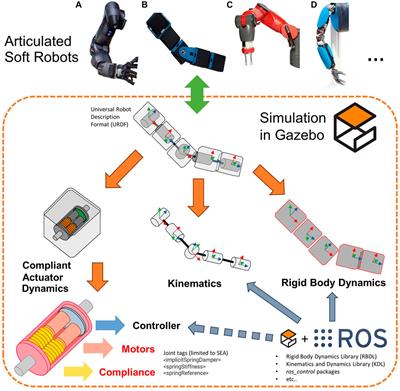 A B C D
Articulated
Soft Robots
...
Universal Robot
Description
Format (URDF)
Simulation
in Gazebo
Compliant
Actuator
Dynamics
Kinematics
Rigid Body Dynamics
Controller
Motors
Compliance
Joint tags (limited to SEA)
<implicitSpringDamper>
<springStiffness>
<springReference>
+ ROS
• Rigid Body Dynamics Library (RBDL)
• Kinematics and Dynamics Library (KDL)
• ros_control packages
• etc..